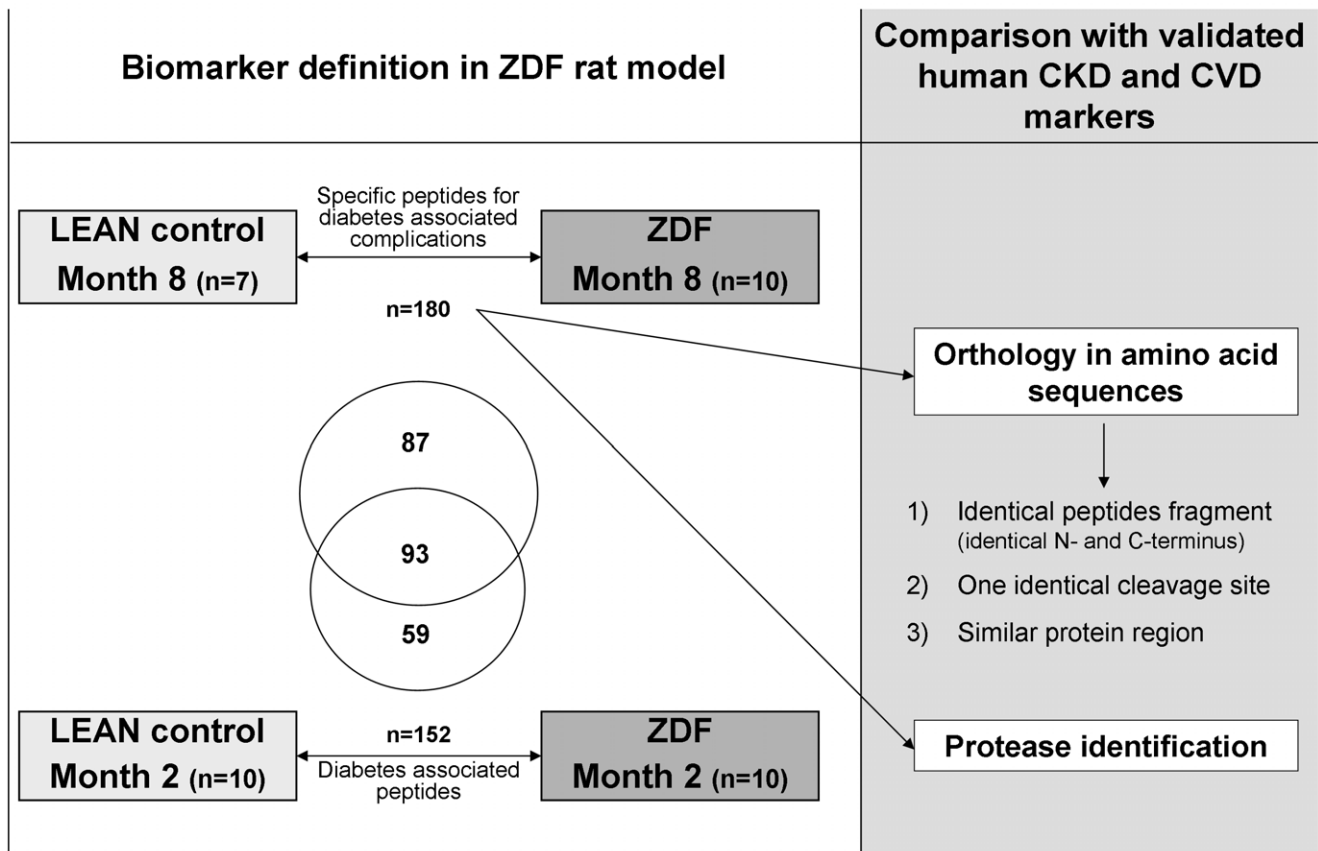 Biomarker definition in ZDF rat model
Comparison with validated
human CKD and CVD
markers
LEAN control
Month 8 (n=7)
Specific peptides for
diabetes associated
complications
ZDF
Month 8 (n=10)
n=180
87
93
59
LEAN control
Month 2 (n=10)
n=152
Diabetes associated
peptides
ZDF
Month 2 (n=10)
Orthology in amino acid
sequences
1) Identical peptides fragment
(identical N- and C-terminus)
2) One identical cleavage site
3) Similar protein region
Protease identification